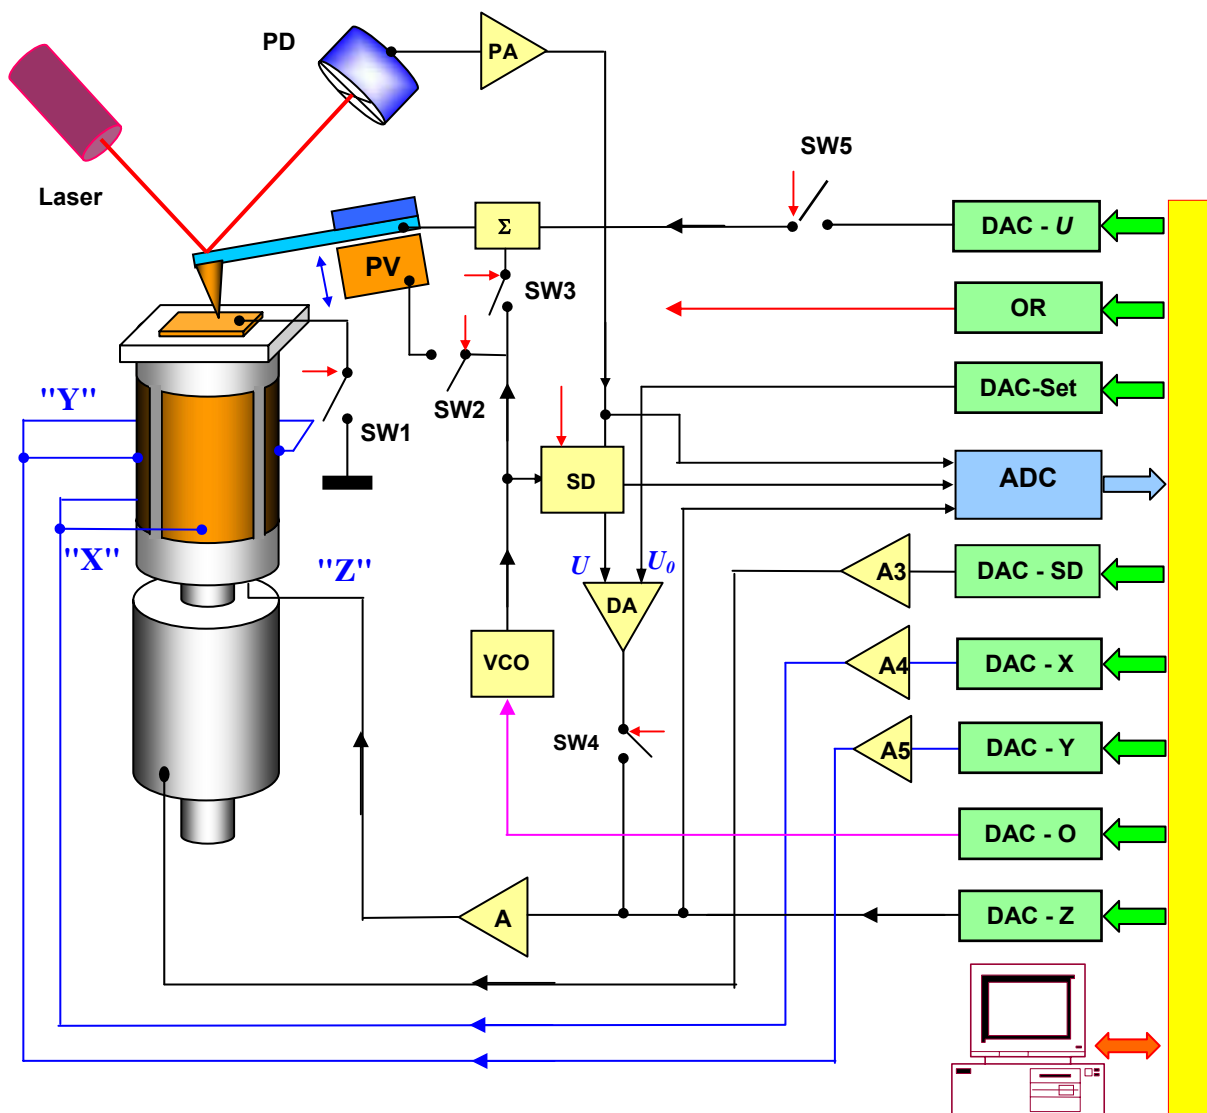 PD
PA
SW5
Laser
Σ
DAC - U
PV
SW3
OR
"Y"
SW2
DAC-Set
SW1
SD
ADC
"X"
"Z"
U
U0
A3
DAC - SD
DA
VCO
A4
DAC - X
SW4
A5
DAC - Y
DAC - O
A
DAC - Z